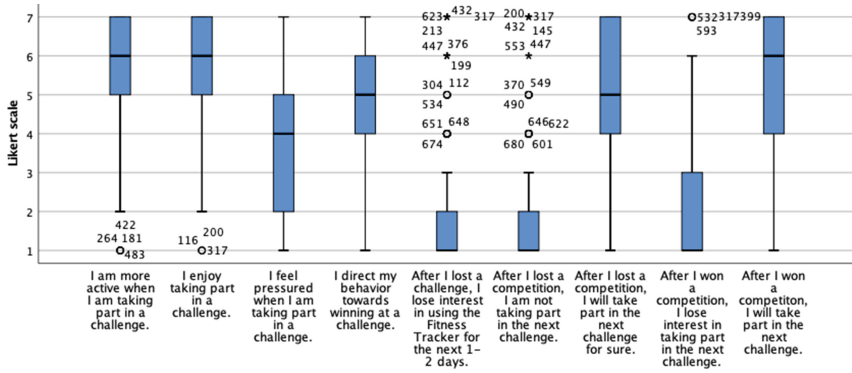 Likert scale
7
6
5
4
3
2
1
422
264 181
483
116 200
317
623 432 317
213
447 376
199
304 112
534
651 648
674
200 317
432 145
553 447
370 549
490
646 622
680 601
532 317 399
593
I am more
active when
I am taking
part in a
challenge.
I enjoy
taking part
in a
challenge.
I feel
pressured
when I am
taking part
in a
challenge.
I direct my
behavior
towards
winning at a
challenge.
After I lost a
challenge, I
lose interest
in using the
Fitness
Tracker for
the next 1-
2 days.
After I lost a
competition,
I am not
taking part
in the next
challenge.
After I lost a
competition,
I will take
part in the
next
challenge
for sure.
After I won
a
competition,
I lose
interest in
taking part
in the next
challenge.
After I won
a
competiton,
I will take
part in the
next
challenge.